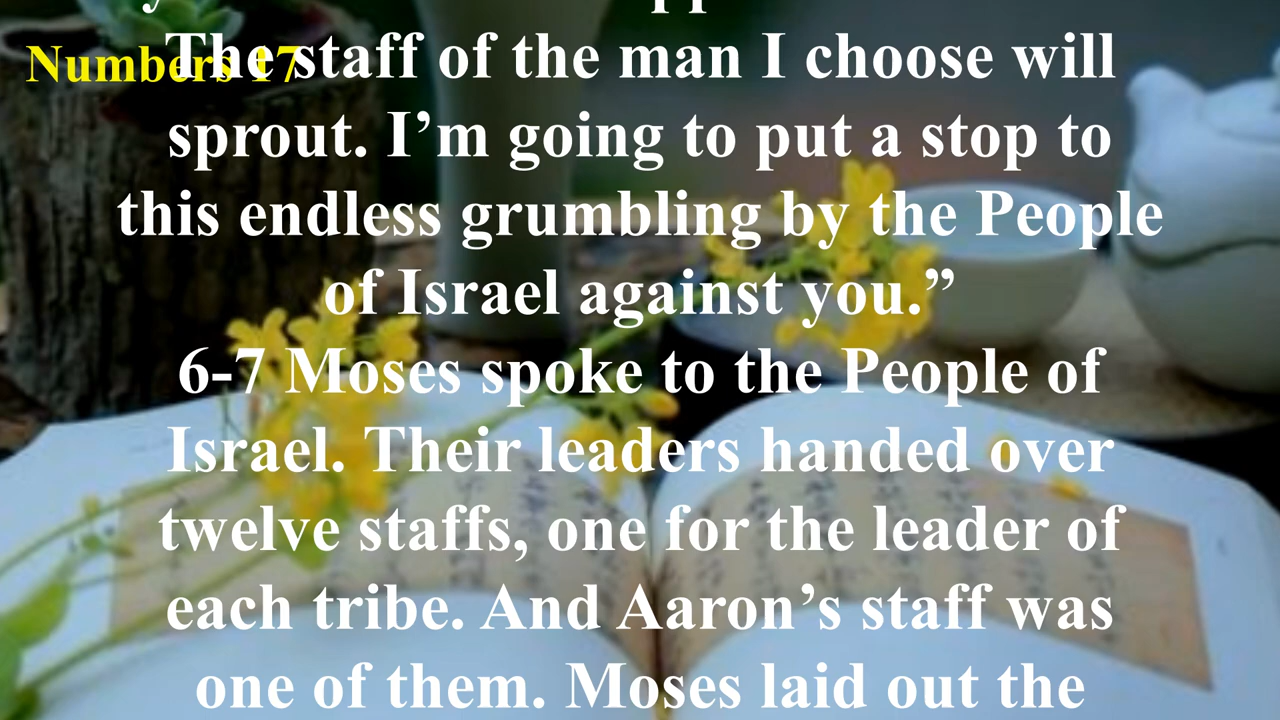 Numbers 17
The staff of the man I choose will
sprout. I’m going to put a stop to
this endless grumbling by the People
of Israel against you.”
6-7 Moses spoke to the People of
Israel. Their leaders handed over
twelve staffs, one for the leader of
each tribe. And Aaron’s staff was
one of them. Moses laid out the